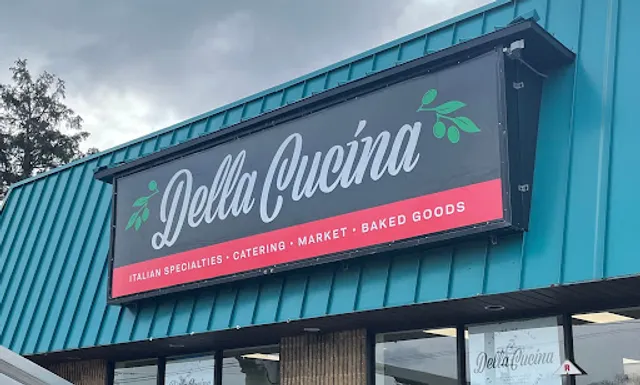 Della Cucina
ITALIAN SPECIALTIES • CATERING • MARKET • BAKED GOODS
Della Cucina
R